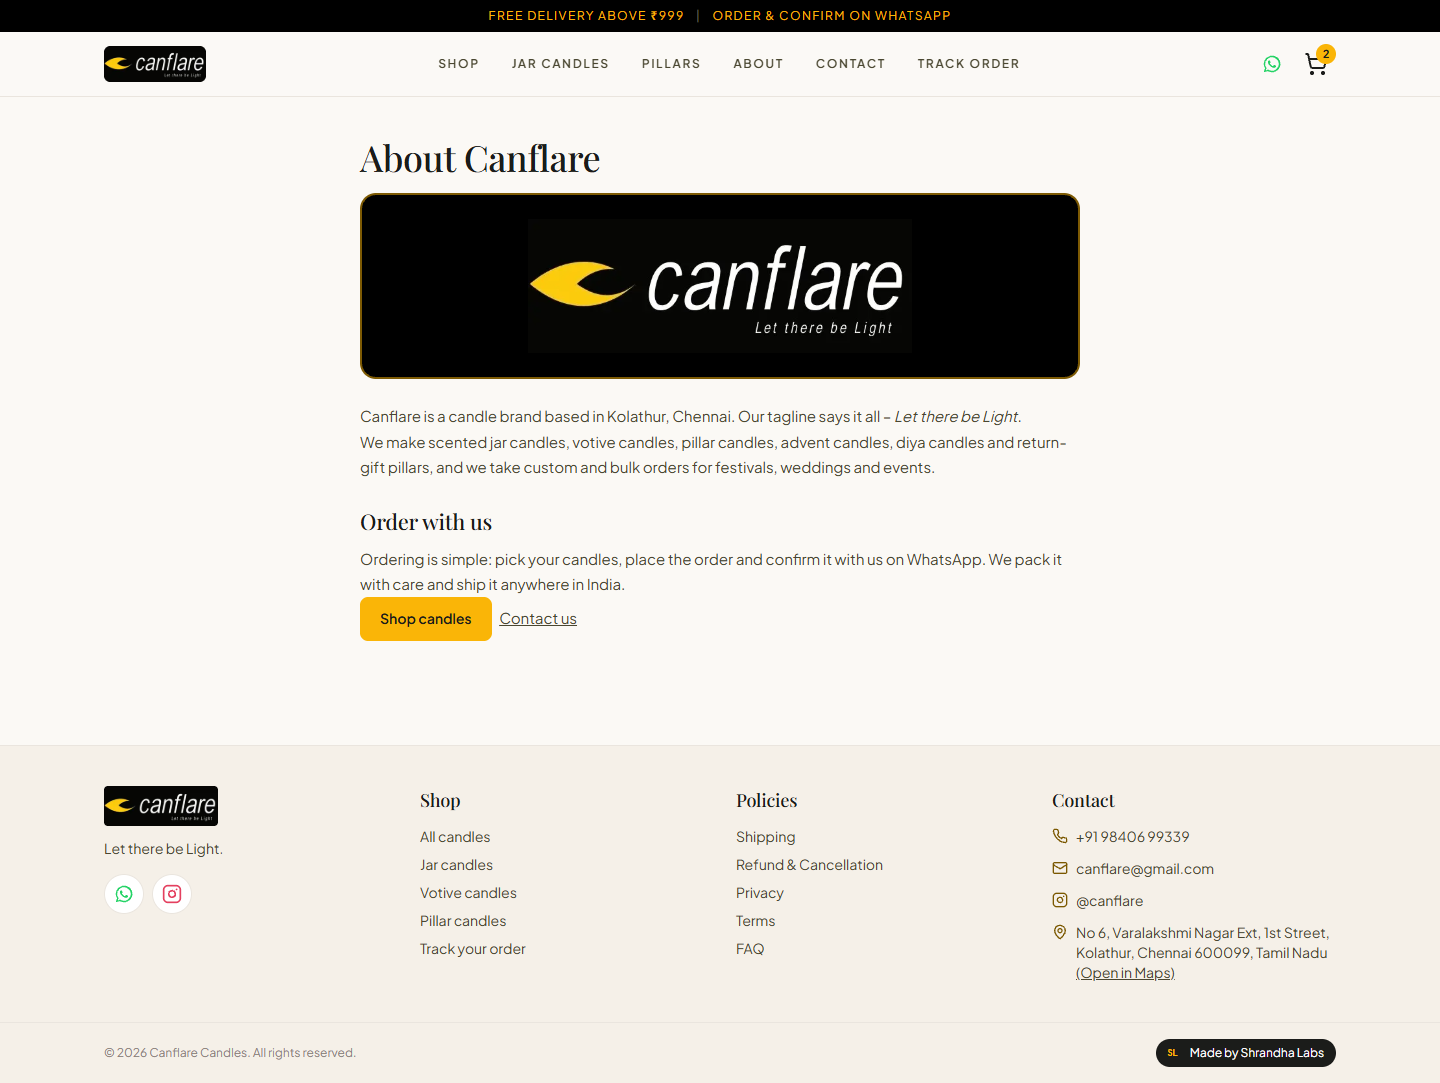 FREE DELIVERY ABOVE ₹999 | ORDER & CONFIRM ON WHATSAPP
canflare
Let there be Light
SHOP JAR CANDLES PILLARS ABOUT CONTACT TRACK ORDER
2
About Canflare
canflare
Let there be Light
Canflare is a candle brand based in Kolathur, Chennai. Our tagline says it all – Let there be Light.
We make scented jar candles, votive candles, pillar candles, advent candles, diya candles and return-
gift pillars, and we take custom and bulk orders for festivals, weddings and events.
Order with us
Ordering is simple: pick your candles, place the order and confirm it with us on WhatsApp. We pack it
with care and ship it anywhere in India.
Shop candles Contact us
canflare
Let there be Light
Let there be Light.
Shop
All candles
Jar candles
Votive candles
Pillar candles
Track your order
Policies
Shipping
Refund & Cancellation
Privacy
Terms
FAQ
Contact
+91 98406 99339
canflare@gmail.com
@canflare
No 6, Varalakshmi Nagar Ext, 1st Street,
Kolathur, Chennai 600099, Tamil Nadu
(Open in Maps)
© 2026 Canflare Candles. All rights reserved.
SL Made by Shrandha Labs